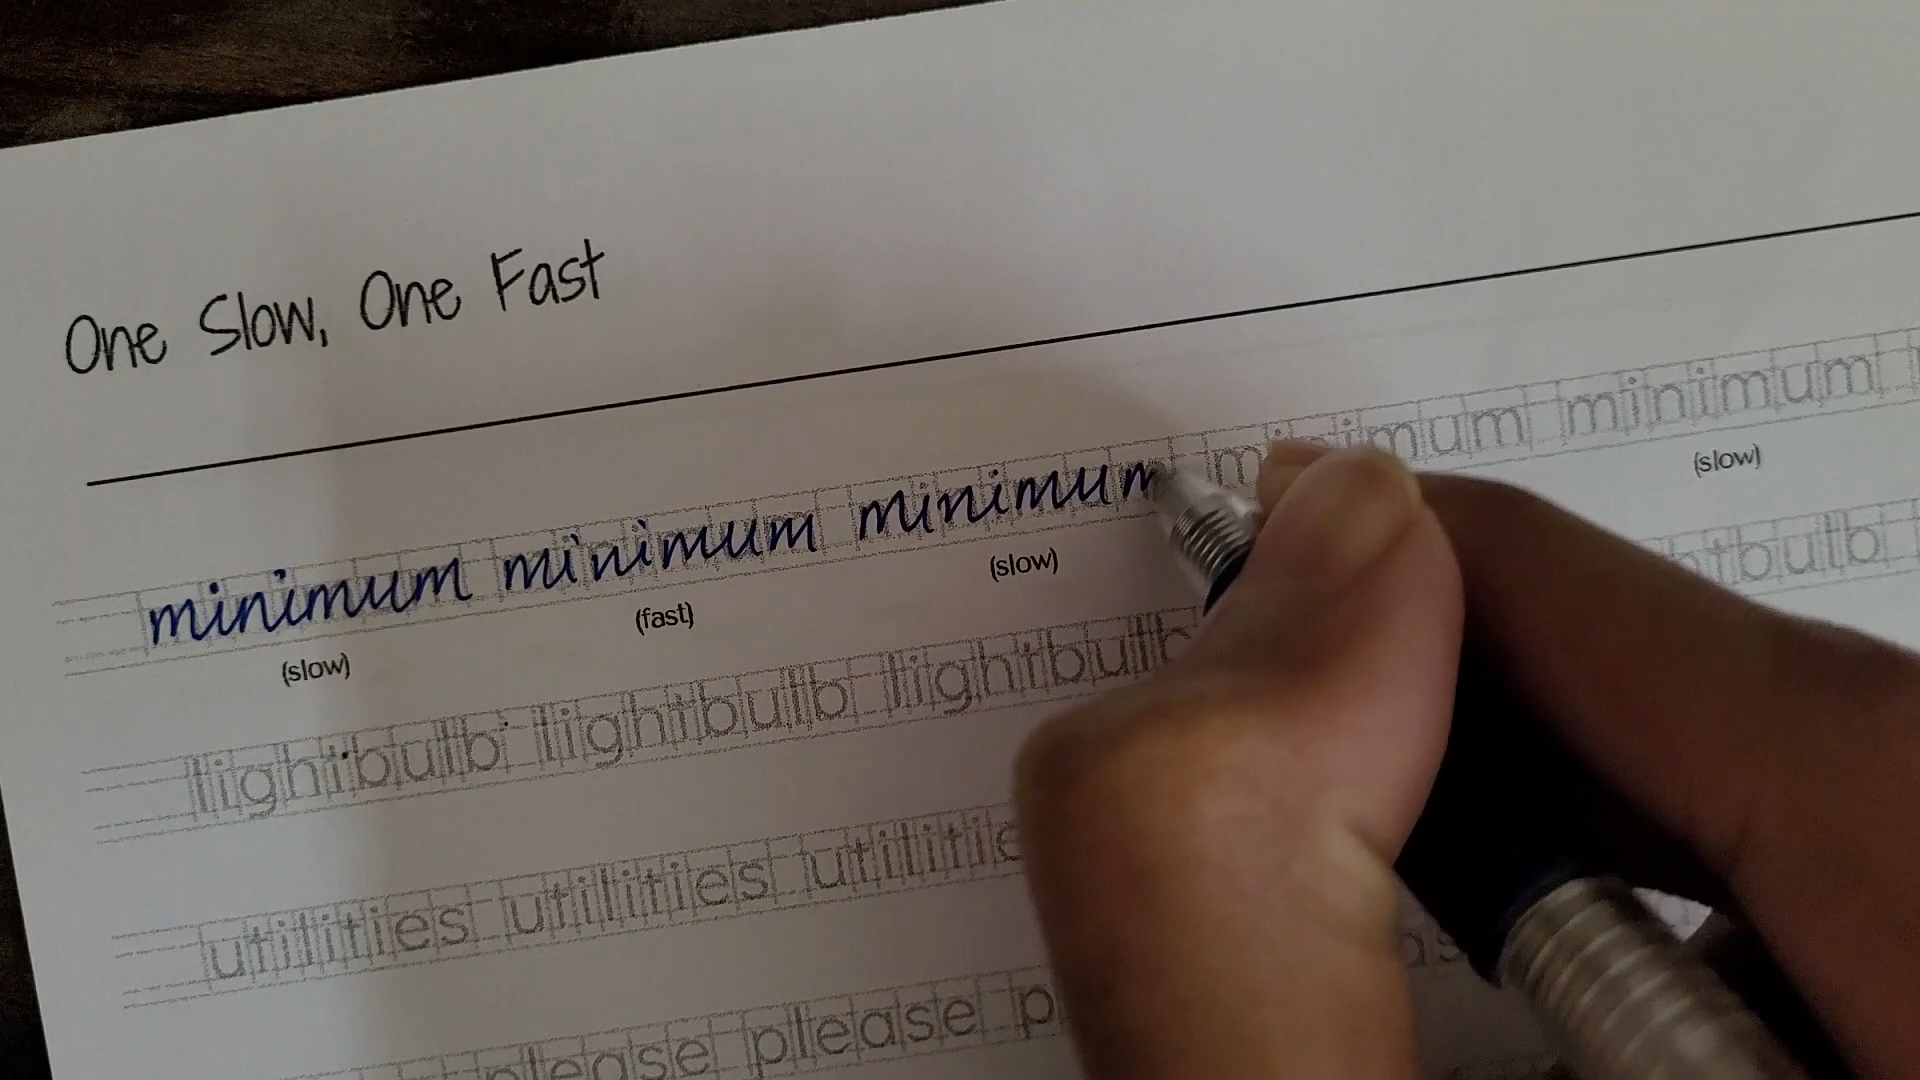 One Slow, One Fast
minimum minimum minimum minimum minimum
(slow) (fast) (slow) (slow)
lightbulb lightbulb lightbulb
utilities utilities
please please